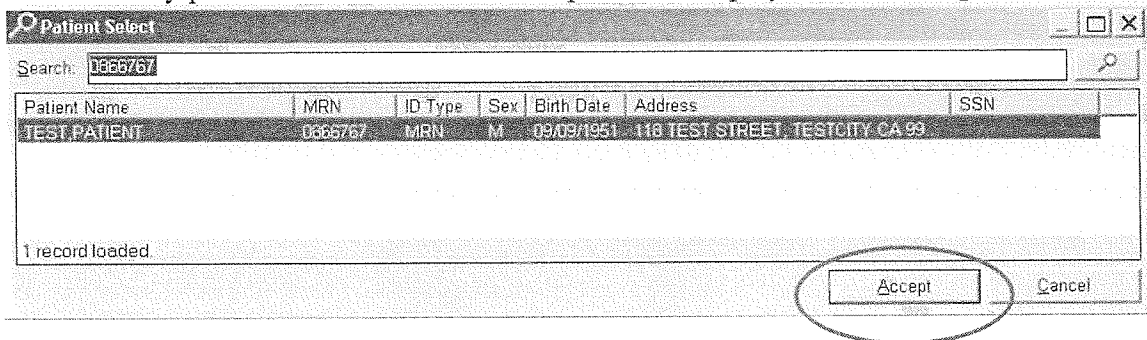 Patient Select
Search: 0866767
Patient Name MRN ID Type Sex Birth Date Address SSN
TEST PATIENT 0866767 MRN M 09/09/1951 118 TEST STREET, TESTCITY CA 99
1 record loaded.
Accept Cancel